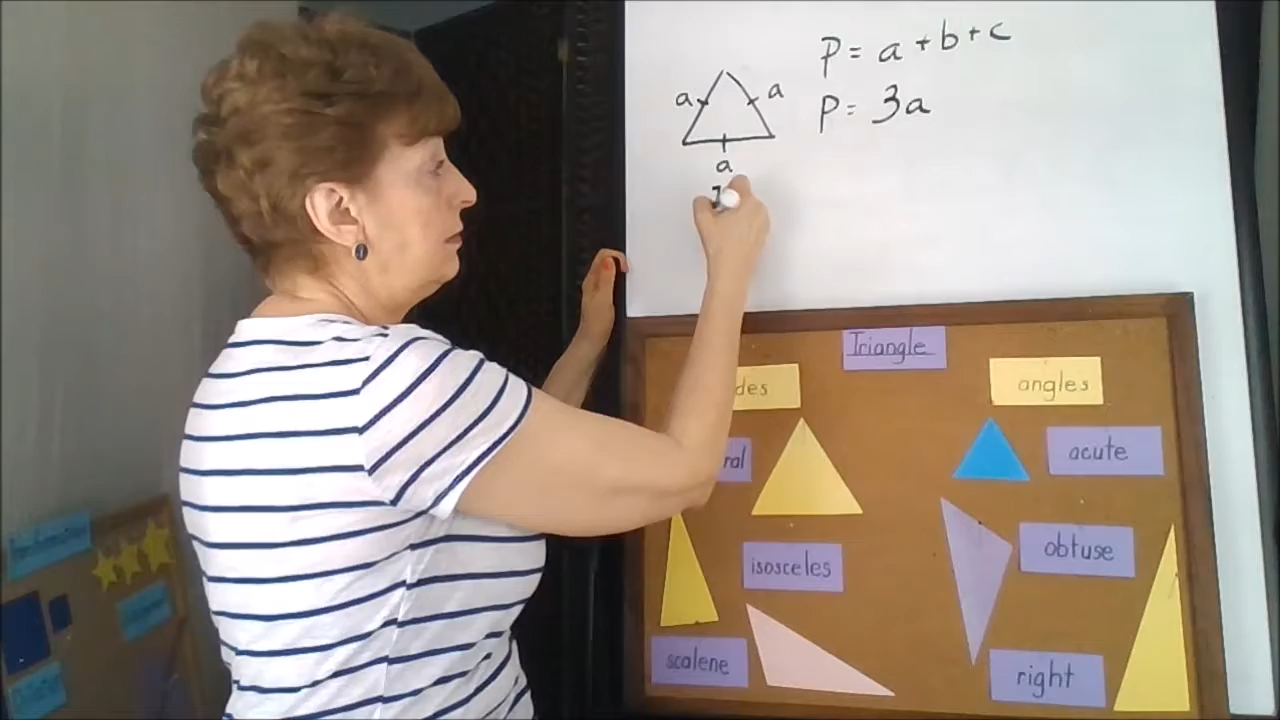 P = a + b + c
a a
P = 3a
a
Triangle
angles
acute
obtuse
isosceles
scalene
right